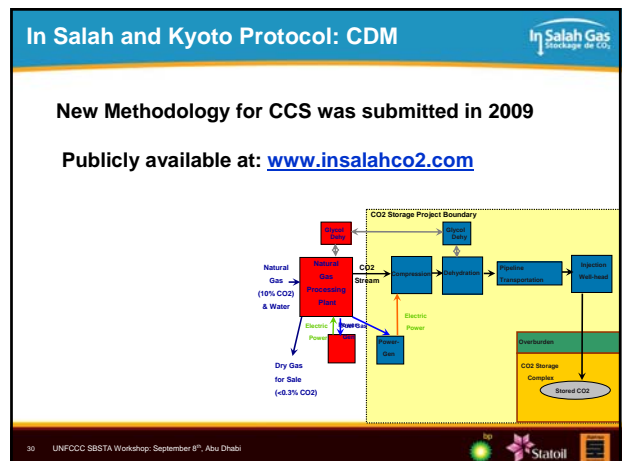 In Salah and Kyoto Protocol: CDM
In Salah Gas
Stockage de CO2
New Methodology for CCS was submitted in 2009
Publicly available at: www.insalahco2.com
CO2 Storage Project Boundary
Glycol
Dehy
Glycol
Dehy
Natural
Gas
(10% CO2)
& Water
Natural
Gas
Processing
Plant
CO2
Stream
Compression
Dehydration
Pipeline
Transportation
Injection
Well-head
Electric
Power
Fuel Gas
Power-
Gen
Electric
Power
Dry Gas
for Sale
(<0.3% CO2)
Overburden
CO2 Storage
Complex
Stored CO2
30 UNFCCC SBSTA Workshop: September 8th, Abu Dhabi
bp
Statoil